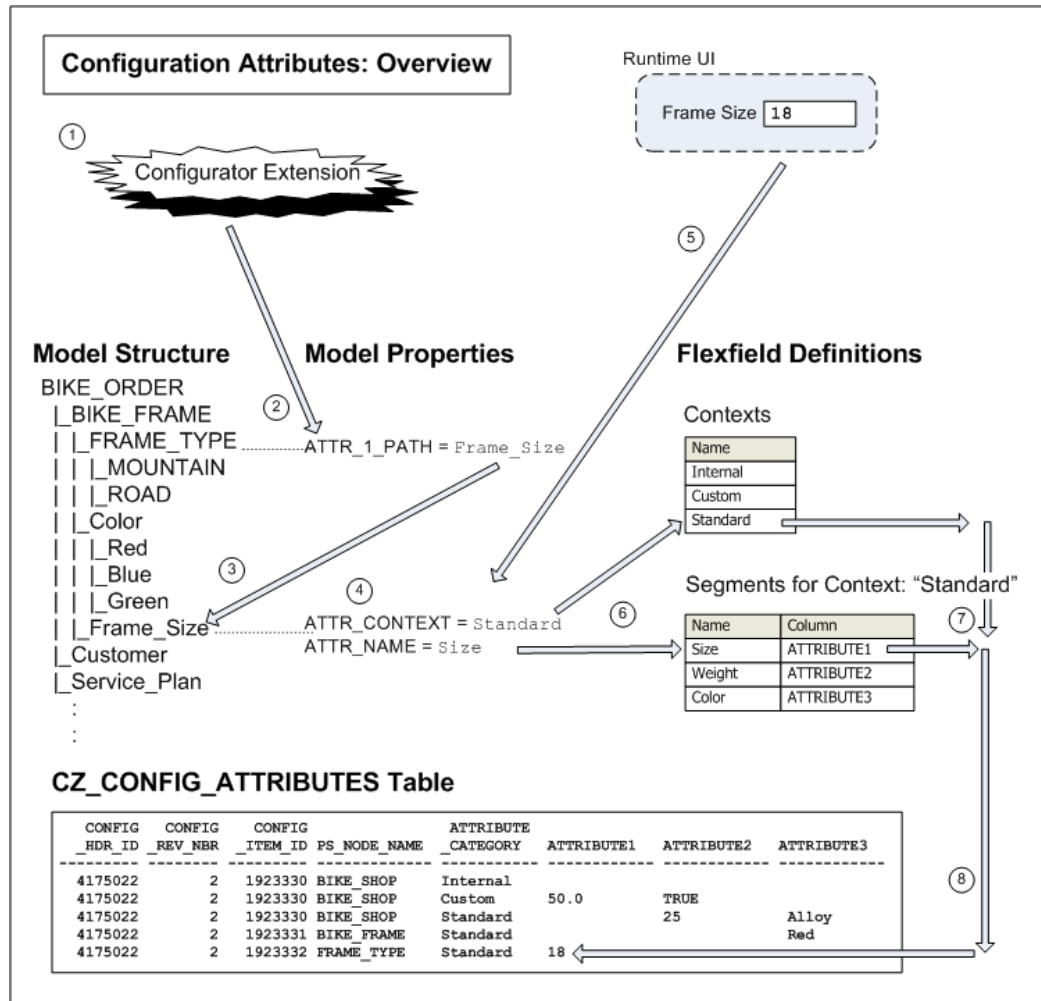 Configuration Attributes: Overview
Runtime UI
Frame Size 18
1
Configurator Extension
5
Model Structure
Model Properties
Flexfield Definitions
BIKE_ORDER
|_BIKE_FRAME
| |_FRAME_TYPE
| | |_MOUNTAIN
| | |_ROAD
| |_Color
| | |_Red
| | |_Blue
| | |_Green
| |_Frame_Size
|_Customer
|_Service_Plan
:
:
2
ATTR_1_PATH = Frame_Size
3
4
ATTR_CONTEXT = Standard
ATTR_NAME = Size
Contexts
Name
Internal
Custom
Standard
6
Segments for Context: “Standard”
7
Name Column
Size ATTRIBUTE1
Weight ATTRIBUTE2
Color ATTRIBUTE3
8
CZ_CONFIG_ATTRIBUTES Table
CONFIG CONFIG CONFIG ATTRIBUTE
_HDR_ID _REV_NBR _ITEM_ID PS_NODE_NAME _CATEGORY ATTRIBUTE1 ATTRIBUTE2 ATTRIBUTE3
---------- ---------- ---------- -------------- ------------ ------------ ------------ ------------
4175022 2 1923330 BIKE_SHOP Internal
4175022 2 1923330 BIKE_SHOP Custom 50.0 TRUE
4175022 2 1923330 BIKE_SHOP Standard 25 Alloy
4175022 2 1923331 BIKE_FRAME Standard Red
4175022 2 1923332 FRAME_TYPE Standard 18